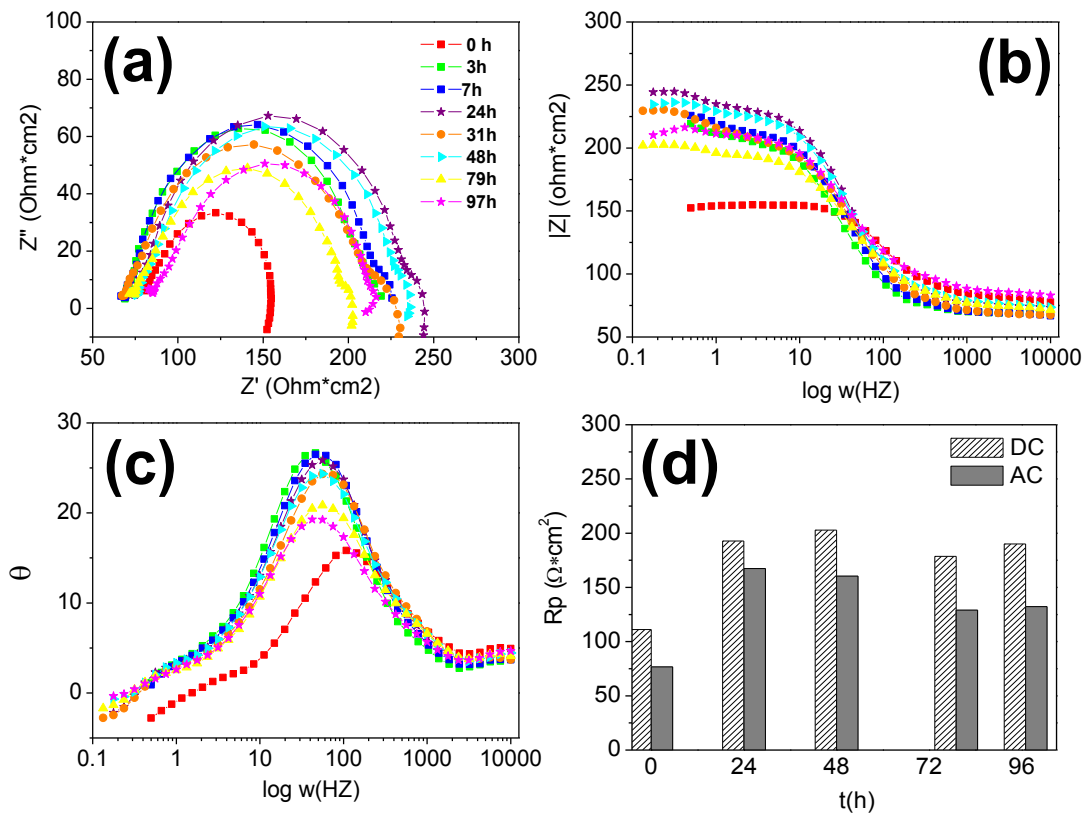 (a)
100
80
60
40
20
0
Z'' (Ohm*cm2)
50 100 150 200 250 300
Z' (Ohm*cm2)
0 h
3h
7h
24h
31h
48h
79h
97h
(b)
300
250
200
150
100
50
|Z| (ohm*cm2)
0.1 1 10 100 1000 10000
log w(HZ)
(c)
30
20
10
0
θ
0.1 1 10 100 1000 10000
log w(HZ)
(d)
300
250
200
150
100
50
0
Rp (Ω*cm²)
DC
AC
0 24 48 72 96
t(h)